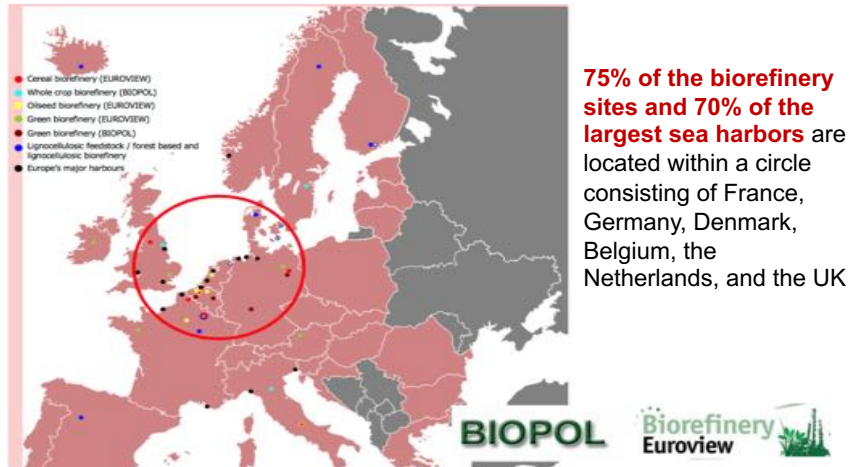 Cereal biorefinery (EUROVIEW)
Whole crop biorefinery (BIOPOL)
Oilseed biorefinery (EUROVIEW)
Green biorefinery (EUROVIEW)
Green biorefinery (BIOPOL)
Lignocellulosic feedstock / forest based and
lignocellulosic biorefinery
Europe's major harbours
75% of the biorefinery
sites and 70% of the
largest sea harbors are
located within a circle
consisting of France,
Germany, Denmark,
Belgium, the
Netherlands, and the UK
BIOPOL
Biorefinery
Euroview